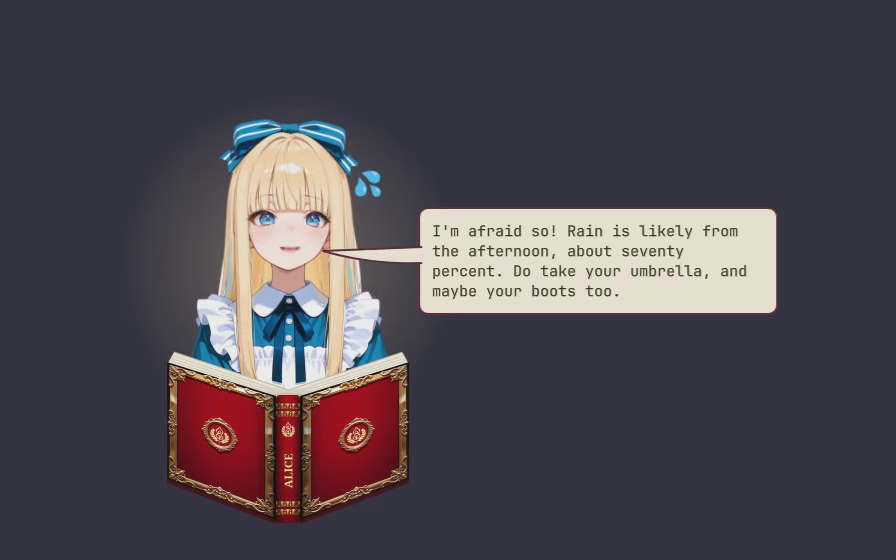 I'm afraid so! Rain is likely from
the afternoon, about seventy
percent. Do take your umbrella, and
maybe your boots too.
ALICE